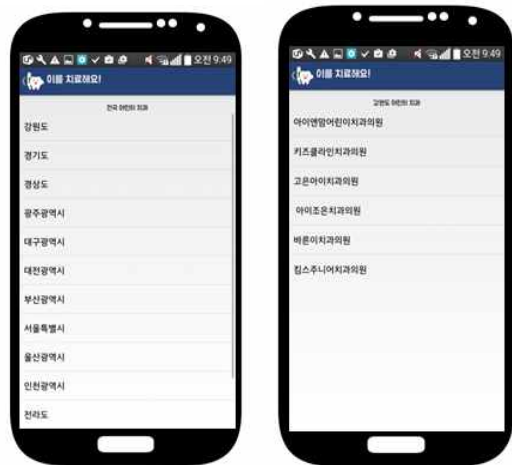 오전 9:49
이를 치료해요!
전국 어린이 치과
강원도
경기도
경상도
광주광역시
대구광역시
대전광역시
부산광역시
서울특별시
울산광역시
인천광역시
전라도
오전 9:49
이를 치료해요!
강원도 어린이 치과
아이앤맘어린이치과의원
키즈클라인치과의원
고은아이치과의원
아이조은치과의원
바른이치과의원
킴스주니어치과의원